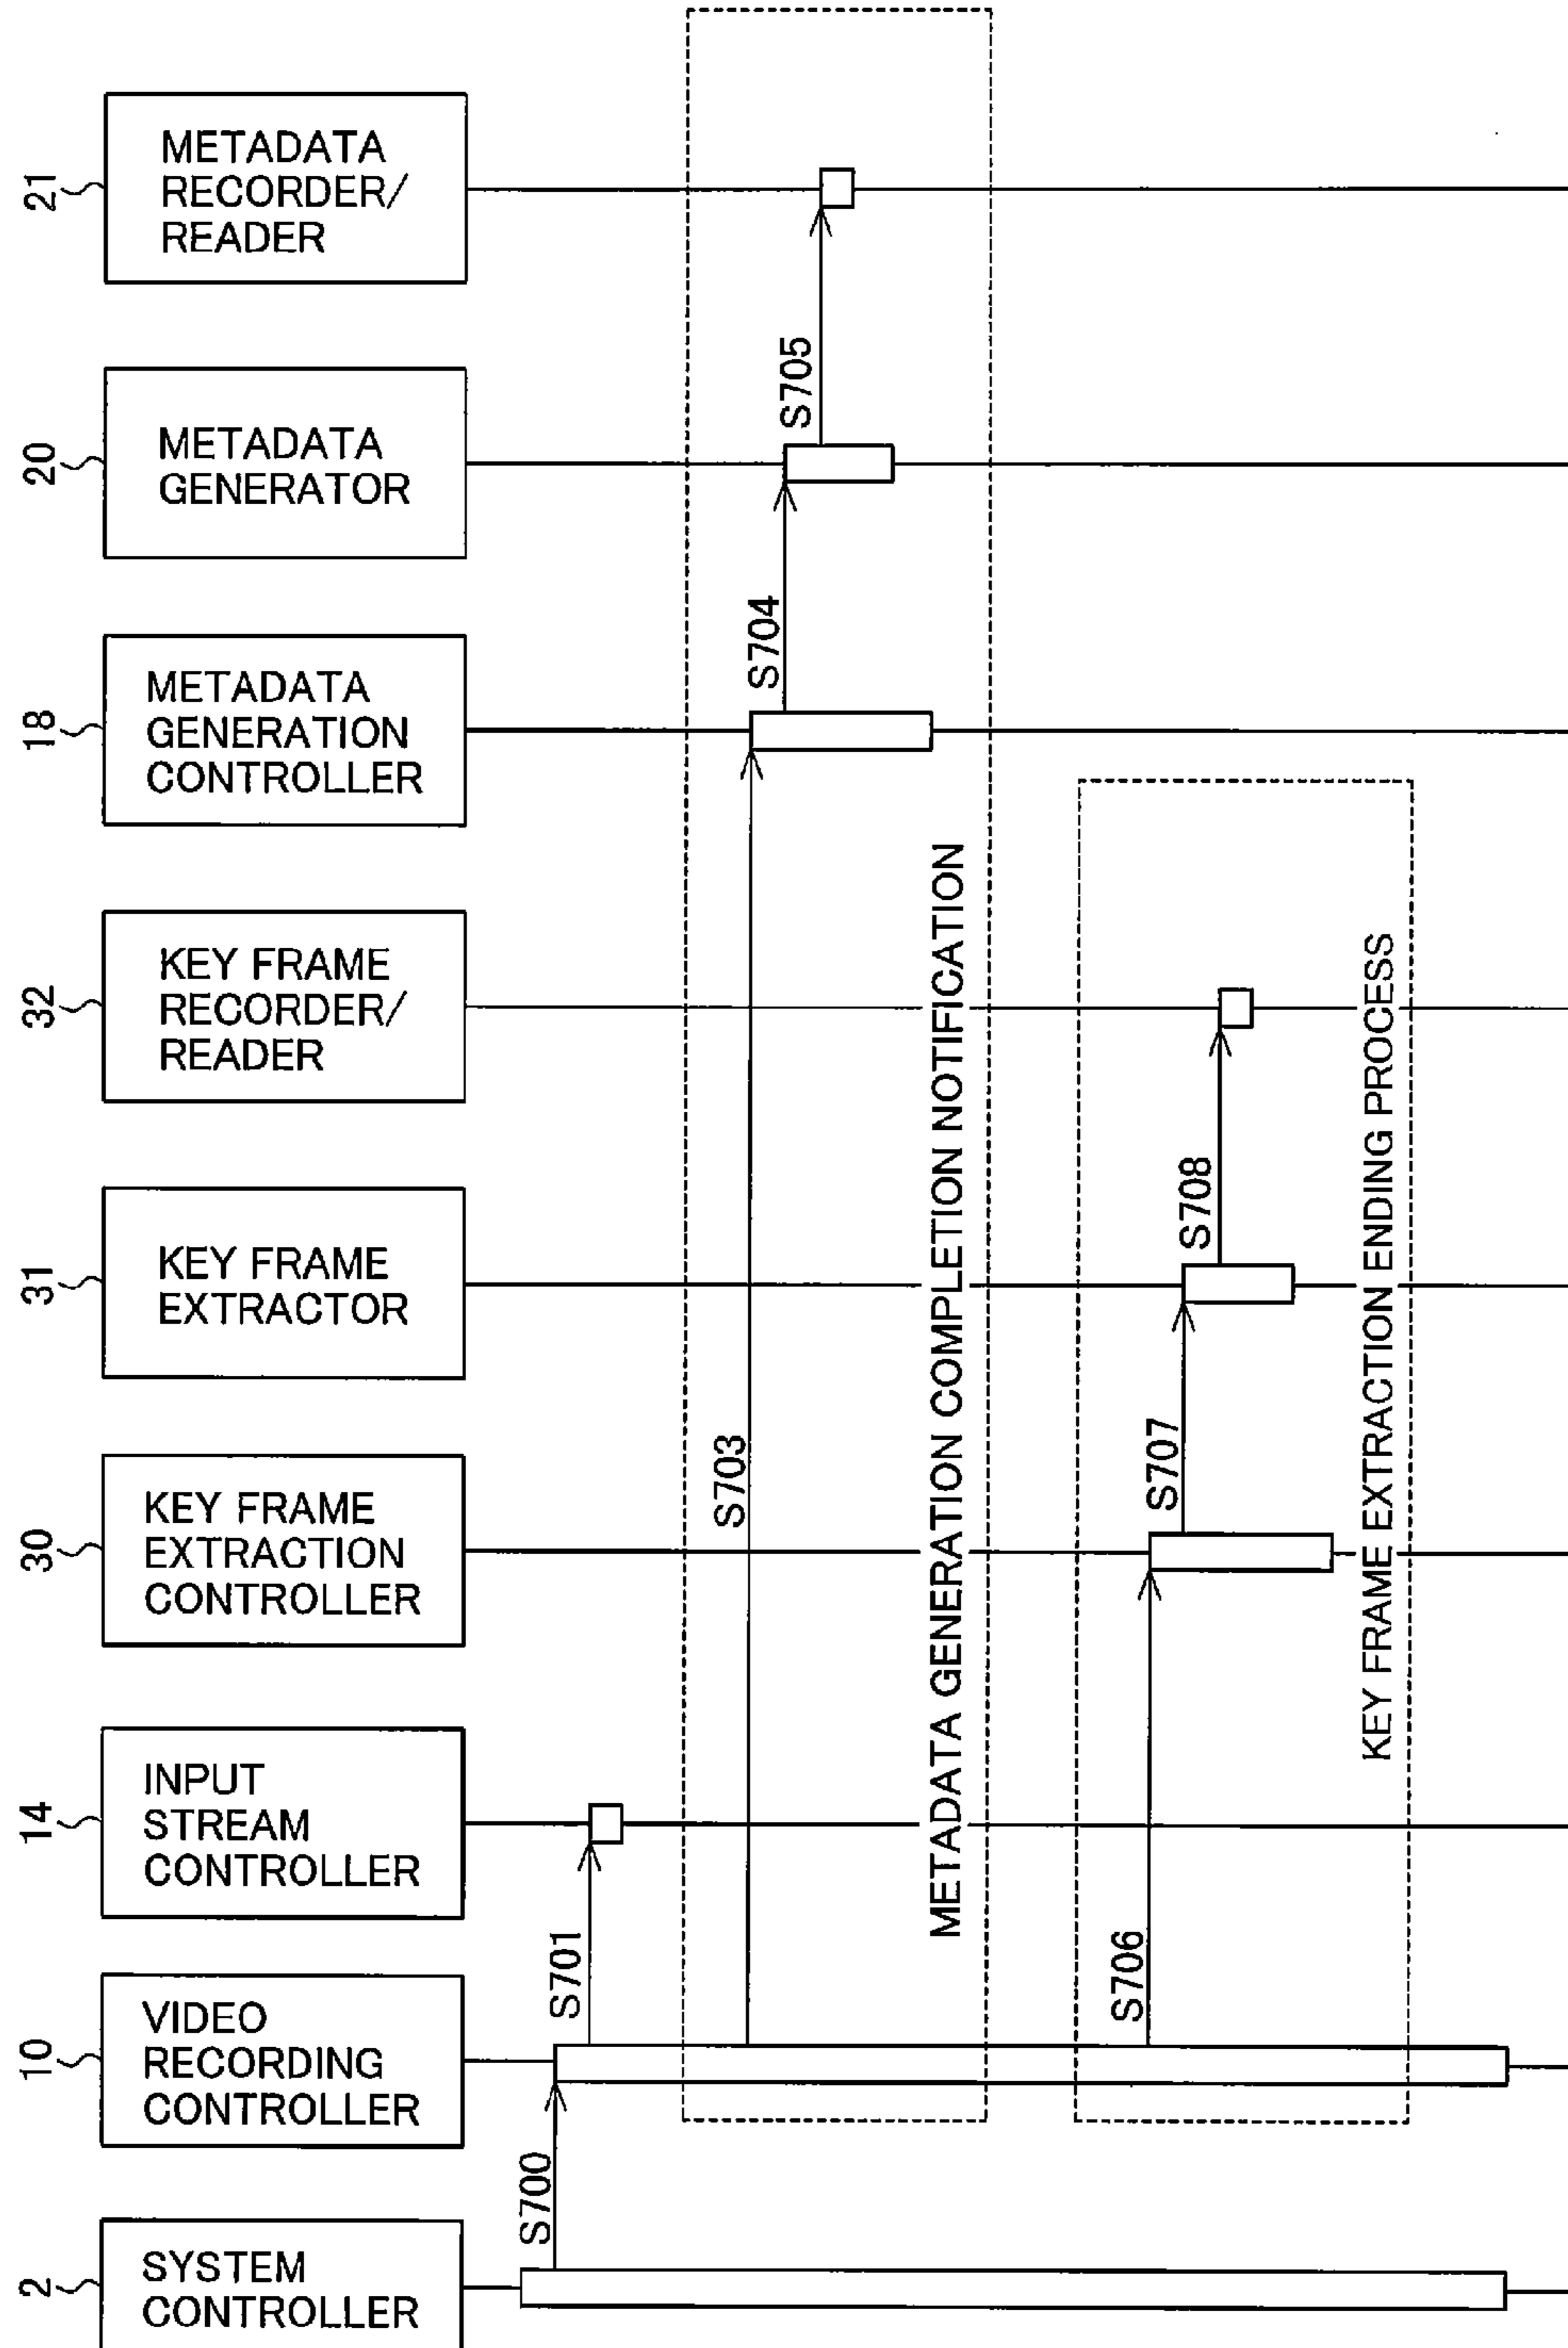 2
SYSTEM
CONTROLLER
10
VIDEO
RECORDING
CONTROLLER
14
INPUT
STREAM
CONTROLLER
30
KEY FRAME
EXTRACTION
CONTROLLER
31
KEY FRAME
EXTRACTOR
32
KEY FRAME
RECORDER/
READER
18
METADATA
GENERATION
CONTROLLER
20
METADATA
GENERATOR
21
METADATA
RECORDER/
READER
S700
S701
S703
S704
S705
METADATA GENERATION COMPLETION NOTIFICATION
S706
S707
S708
KEY FRAME EXTRACTION ENDING PROCESS